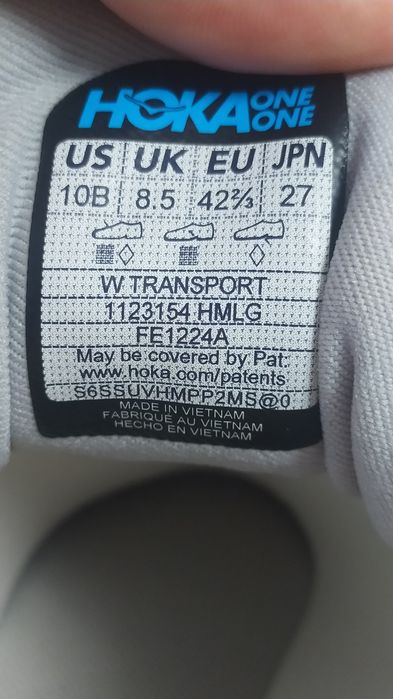 HOKA ONE ONE
US UK EU JPN
10B 8.5 42⅔ 27
W TRANSPORT
1123154 HMLG
FE1224A
May be covered by Pat.
www.hoka.com/patents
S6SSUVHMPP2MS@0
MADE IN VIETNAM
FABRIQUÉ AU VIETNAM
HECHO EN VIETNAM